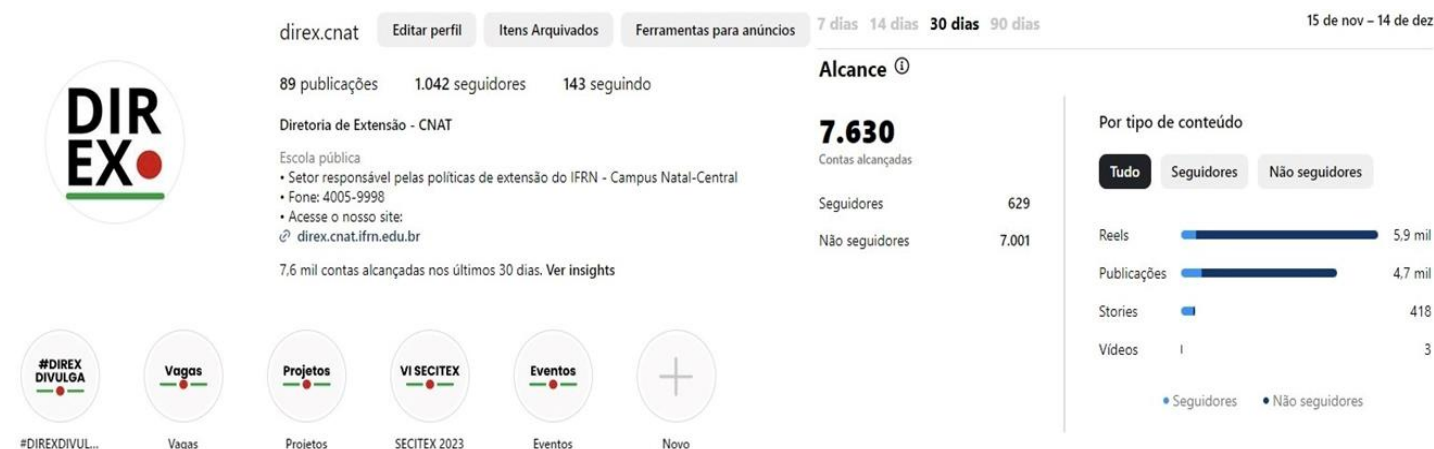 DIR
EX
direx.cnat
Editar perfil
Itens Arquivados
Ferramentas para anúncios
89 publicações 1.042 seguidores 143 seguindo
Diretoria de Extensão - CNAT
Escola pública
• Setor responsável pelas políticas de extensão do IFRN - Campus Natal-Central
• Fone: 4005-9998
• Acesse o nosso site:
direx.cnat.ifrn.edu.br
7,6 mil contas alcançadas nos últimos 30 dias. Ver insights
#DIREX
DIVULGA
Vagas
Projetos
VI SECITEX
Eventos
#DIREXDIVUL...
Vagas
Projetos
SECITEX 2023
Eventos
Novo
7 dias 14 dias 30 dias 90 dias
15 de nov – 14 de dez
Alcance
7.630
Contas alcançadas
Seguidores 629
Não seguidores 7.001
Por tipo de conteúdo
Tudo
Seguidores
Não seguidores
Reels 5,9 mil
Publicações 4,7 mil
Stories 418
Vídeos 3
• Seguidores • Não seguidores